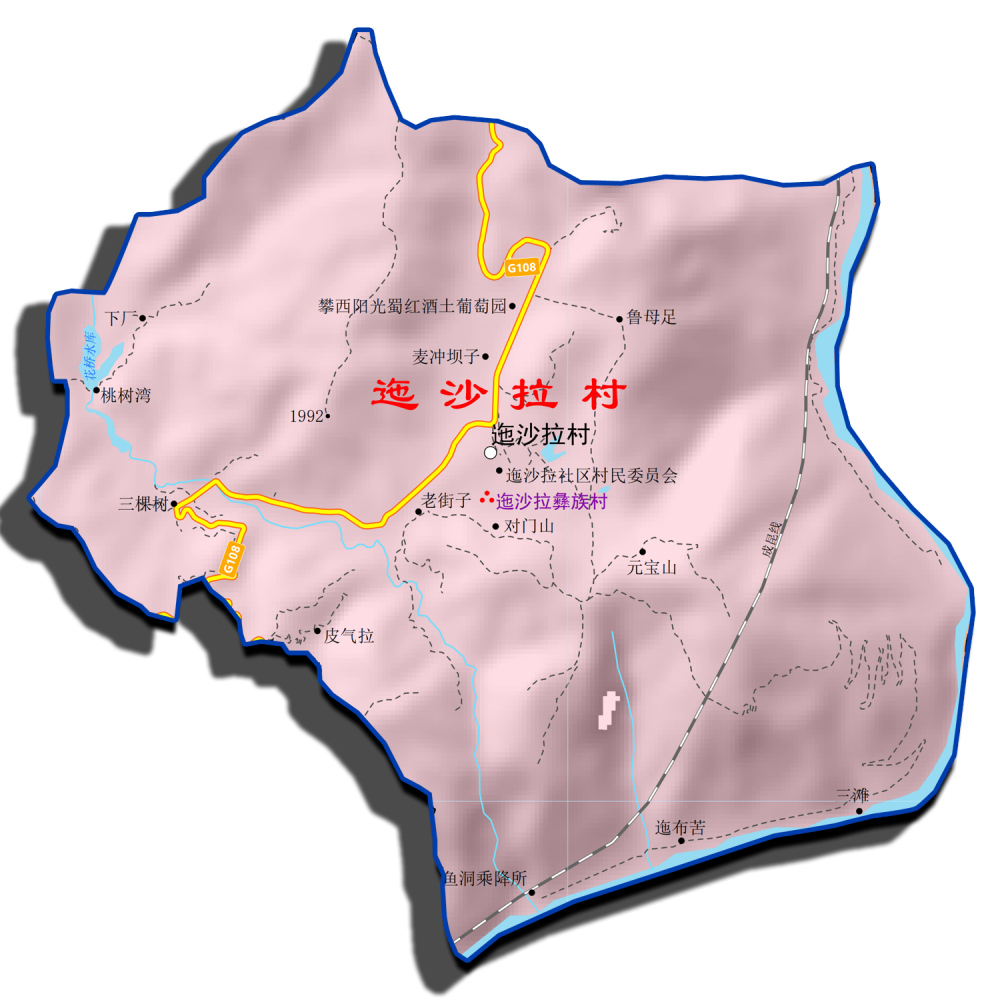 G108
攀西阳光蜀红酒土葡萄园
鲁母足
下厂
花桥水库
麦冲坝子
桃树湾
迤沙拉村
1992
迤沙拉村
迤沙拉社区村民委员会
迤沙拉彝族村
三棵树
老街子
对门山
成昆线
G108
元宝山
皮气拉
三滩
迤布苦
鱼洞乘降所